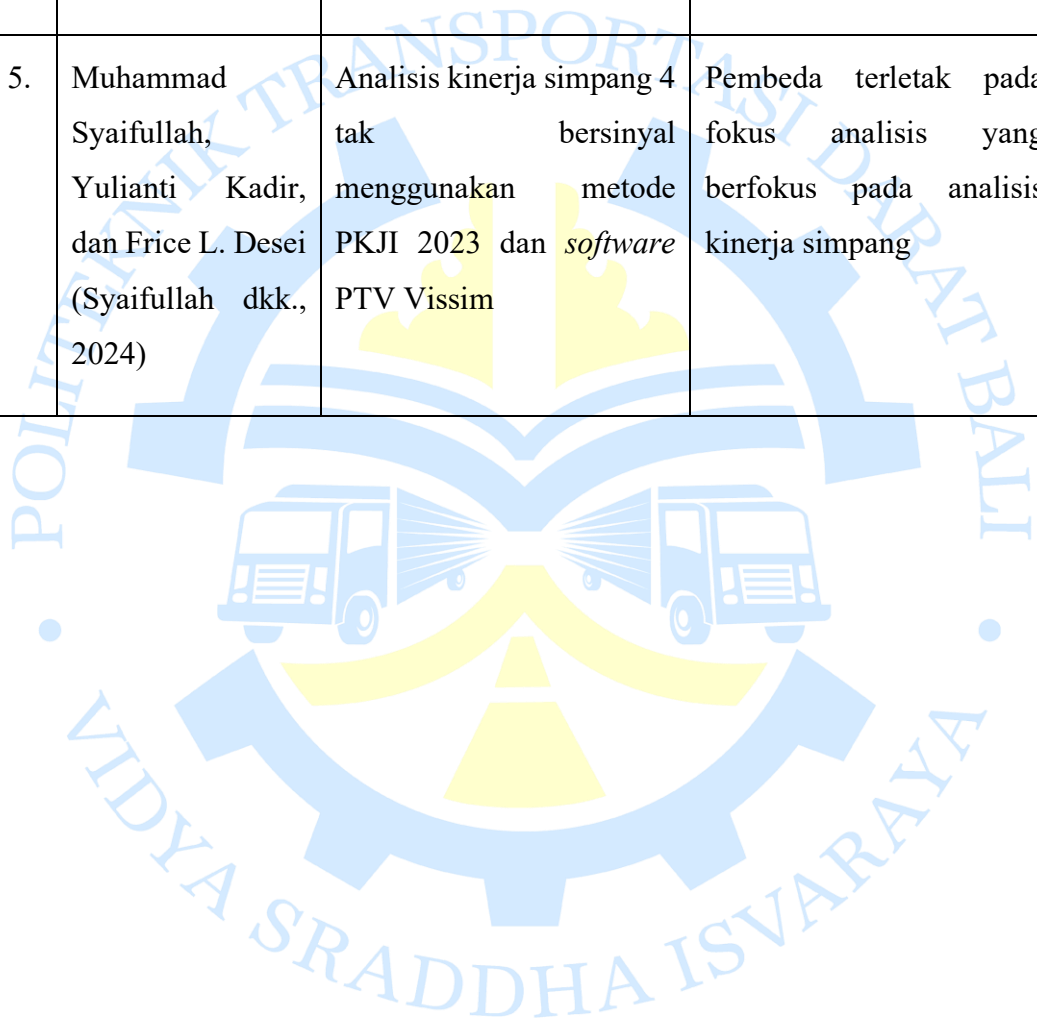 5.
Muhammad
Syaifullah,
Yulianti Kadir,
dan Frice L. Desei
(Syaifullah dkk.,
2024)
Analisis kinerja simpang 4
tak bersinyal
menggunakan metode
PKJI 2023 dan software
PTV Vissim
Pembeda terletak pada
fokus analisis yang
berfokus pada analisis
kinerja simpang
POLITEKNIK TRANSPORTASI DARAT BALI
VIDYA SRADDHA ISVARAYA